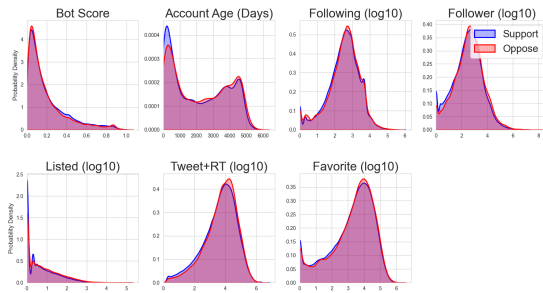 Bot Score
Account Age (Days)
Following (log10)
Follower (log10)
Probability Density
4
3
2
1
0
0.0 0.2 0.4 0.6 0.8 1.0
0.0004
0.0003
0.0002
0.0001
0.0000
0 1000 2000 3000 4000 5000 6000
0.5
0.4
0.3
0.2
0.1
0.0
0 1 2 3 4 5 6
0.40
0.35
0.30
0.25
0.20
0.15
0.10
0.05
0.00
0 2 4 6 8
Support
Oppose
Listed (log10)
Tweet+RT (log10)
Favorite (log10)
Probability Density
2.5
2.0
1.5
1.0
0.5
0.0
0 1 2 3 4 5
0.4
0.3
0.2
0.1
0.0
0 2 4 6
0.35
0.30
0.25
0.20
0.15
0.10
0.05
0.00
0 2 4 6